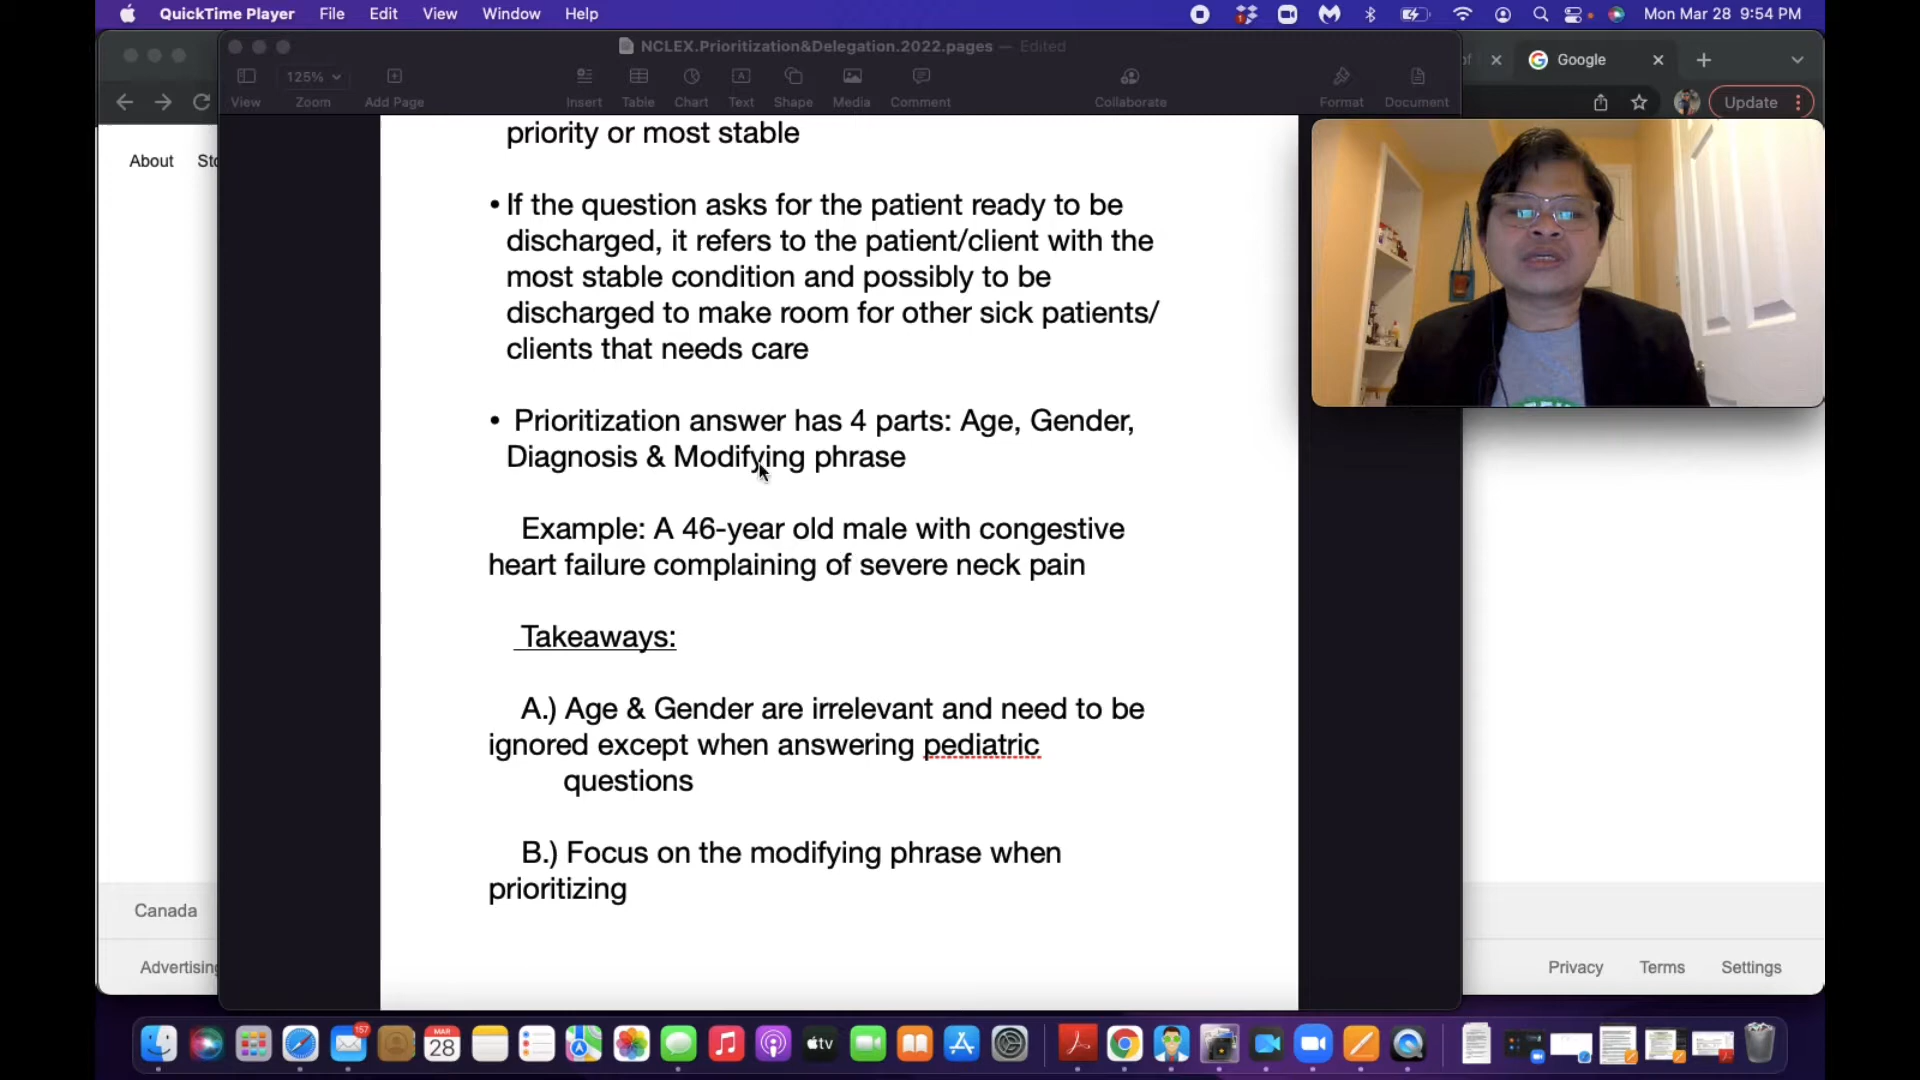 QuickTime Player File Edit View Window Help Mon Mar 28 9:54 PM
NCLEX.Prioritization&Delegation.2022.pages — Edited
Google
125%
View Zoom Add Page Insert Table Chart Text Shape Media Comment Collaborate Format Document
Update
About
priority or most stable
• If the question asks for the patient ready to be
discharged, it refers to the patient/client with the
most stable condition and possibly to be
discharged to make room for other sick patients/
clients that needs care
• Prioritization answer has 4 parts: Age, Gender,
Diagnosis & Modifying phrase
Example: A 46-year old male with congestive
heart failure complaining of severe neck pain
Takeaways:
A.) Age & Gender are irrelevant and need to be
ignored except when answering pediatric
questions
B.) Focus on the modifying phrase when
prioritizing
Canada
Advertising
Privacy Terms Settings
157
MAR
28
tv